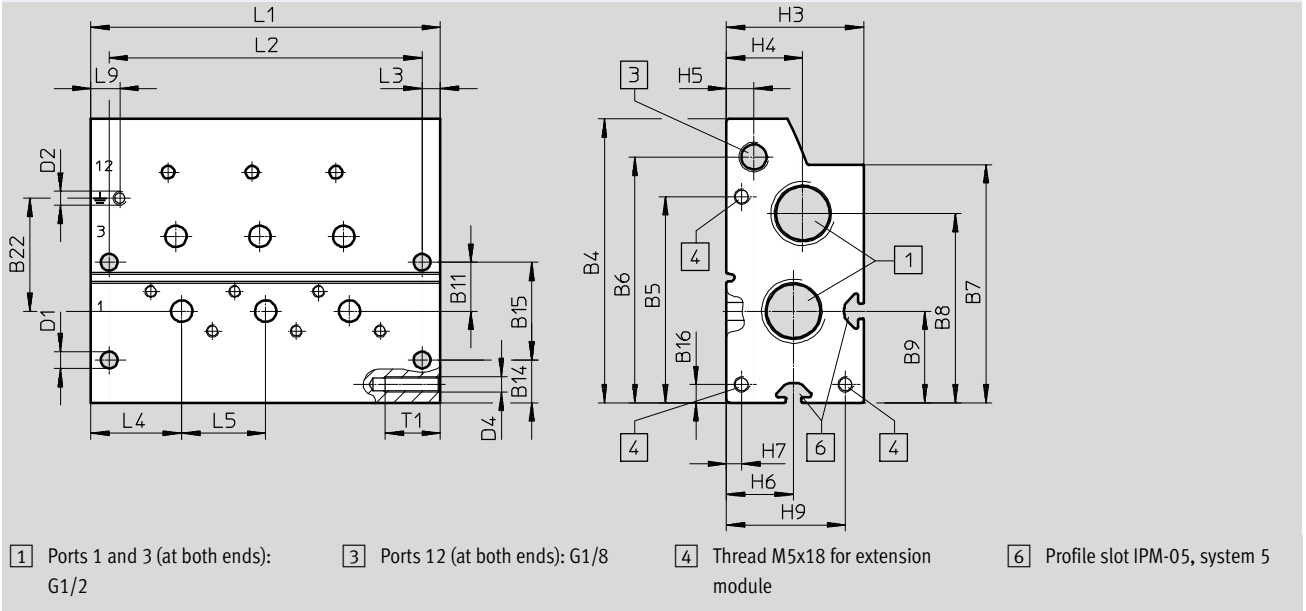 L1
L2
L9
L3
H3
H4
H5
3
D2
12
3
1
B22
D1
B11
B15
B14
L4
L5
T1
D4
B4
B6
B5
B16
4
1
B8
B7
B9
4
H7
6
4
H6
H9
1 Ports 1 and 3 (at both ends):
G1/2
3 Ports 12 (at both ends): G1/8
4 Thread M5x18 for extension
module
6 Profile slot IPM-05, system 5